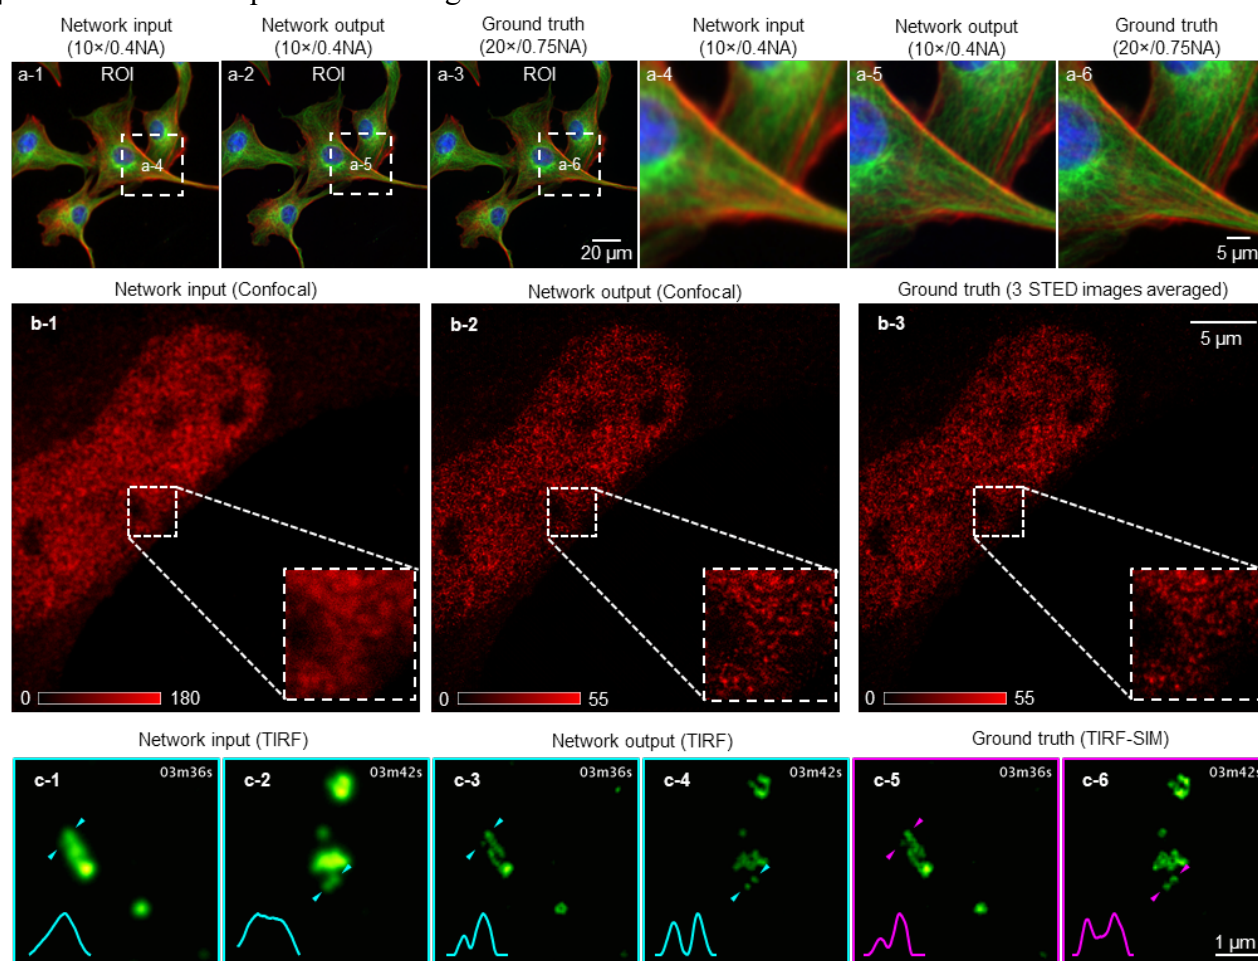 Network input
(10×/0.4NA)
Network output
(10×/0.4NA)
Ground truth
(20×/0.75NA)
Network input
(10×/0.4NA)
Network output
(10×/0.4NA)
Ground truth
(20×/0.75NA)
a-1 ROI
a-4
a-2 ROI
a-5
a-3 ROI
a-6
20 µm
a-4
a-5
a-6
5 µm
Network input (Confocal)
Network output (Confocal)
Ground truth (3 STED images averaged)
b-1
0 180
b-2
0 55
b-3
5 µm
0 55
Network input (TIRF)
Network output (TIRF)
Ground truth (TIRF-SIM)
c-1 03m36s
c-2 03m42s
c-3 03m36s
c-4 03m42s
c-5 03m36s
c-6 03m42s
1 µm